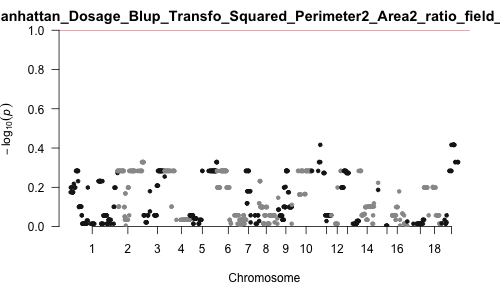 anhattan_Dosage_Blup_Transfo_Squared_Perimeter2_Area2_ratio_field_
1.0
0.8
0.6
0.4
0.2
0.0
− log10(p)
1 2 3 4 5 6 7 8 9 10 12 14 16 18
Chromosome